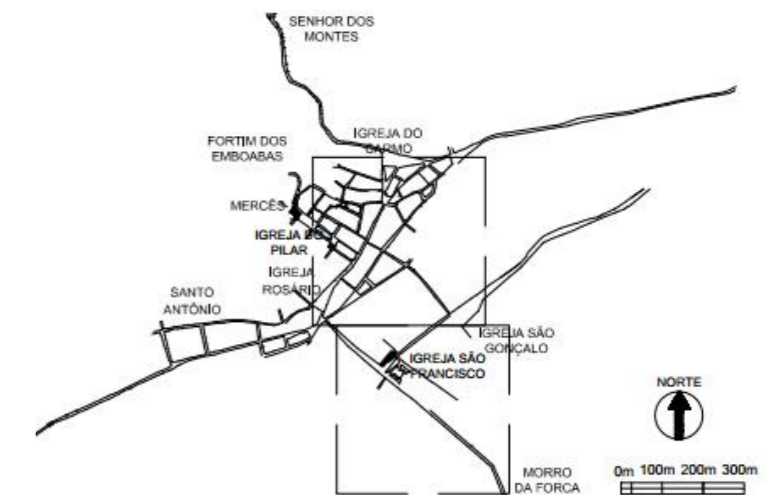 SENHOR DOS
MONTES
IGREJA DO
CARMO
FORTIM DOS
EMBOABAS
MERCÊS
IGREJA DO
PILAR
IGREJA
ROSÁRIO
SANTO
ANTÔNIO
IGREJA SÃO
GONÇALO
IGREJA SÃO
FRANCISCO
NORTE
0m 100m 200m 300m
MORRO
DA FORCA